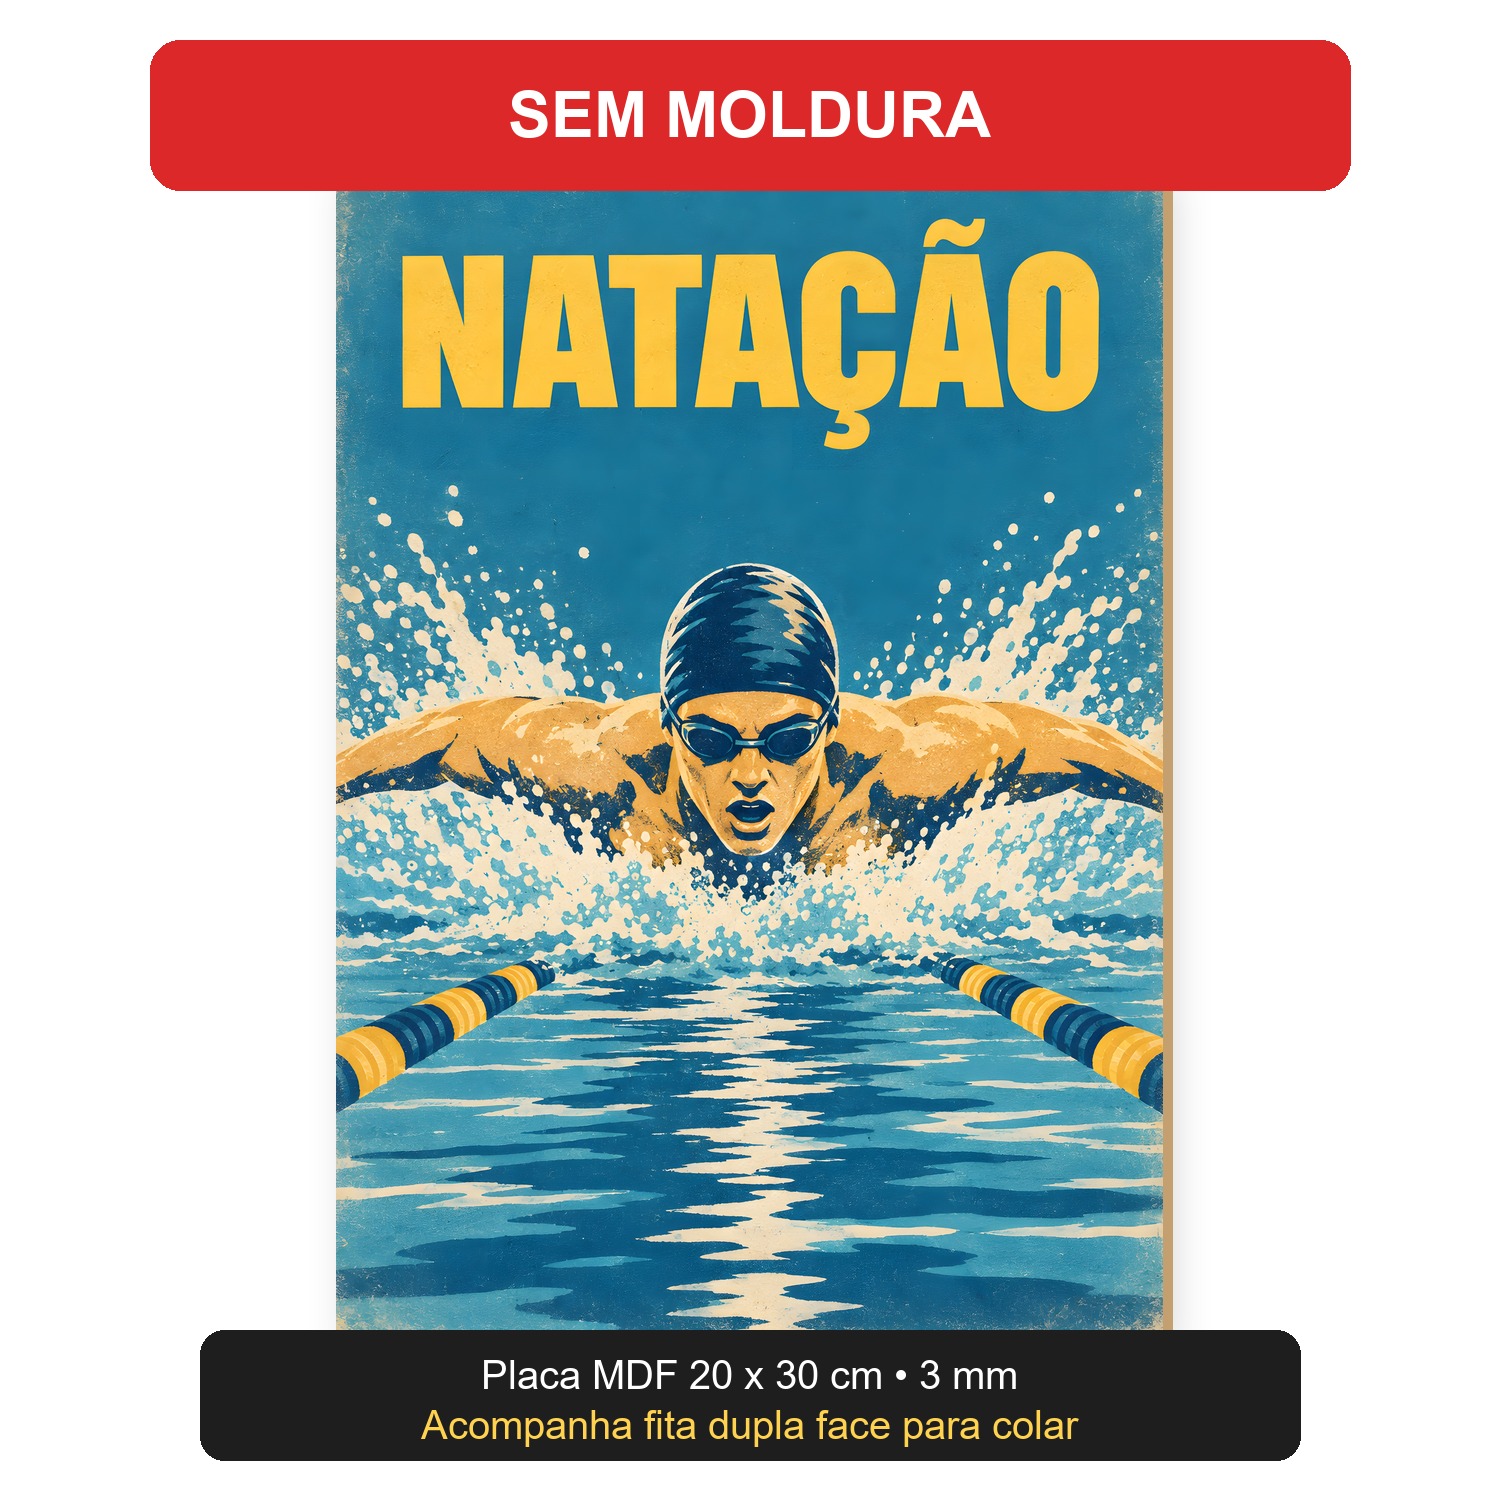 SEM MOLDURA
NATAÇÃO
Placa MDF 20 x 30 cm • 3 mm
Acompanha fita dupla face para colar